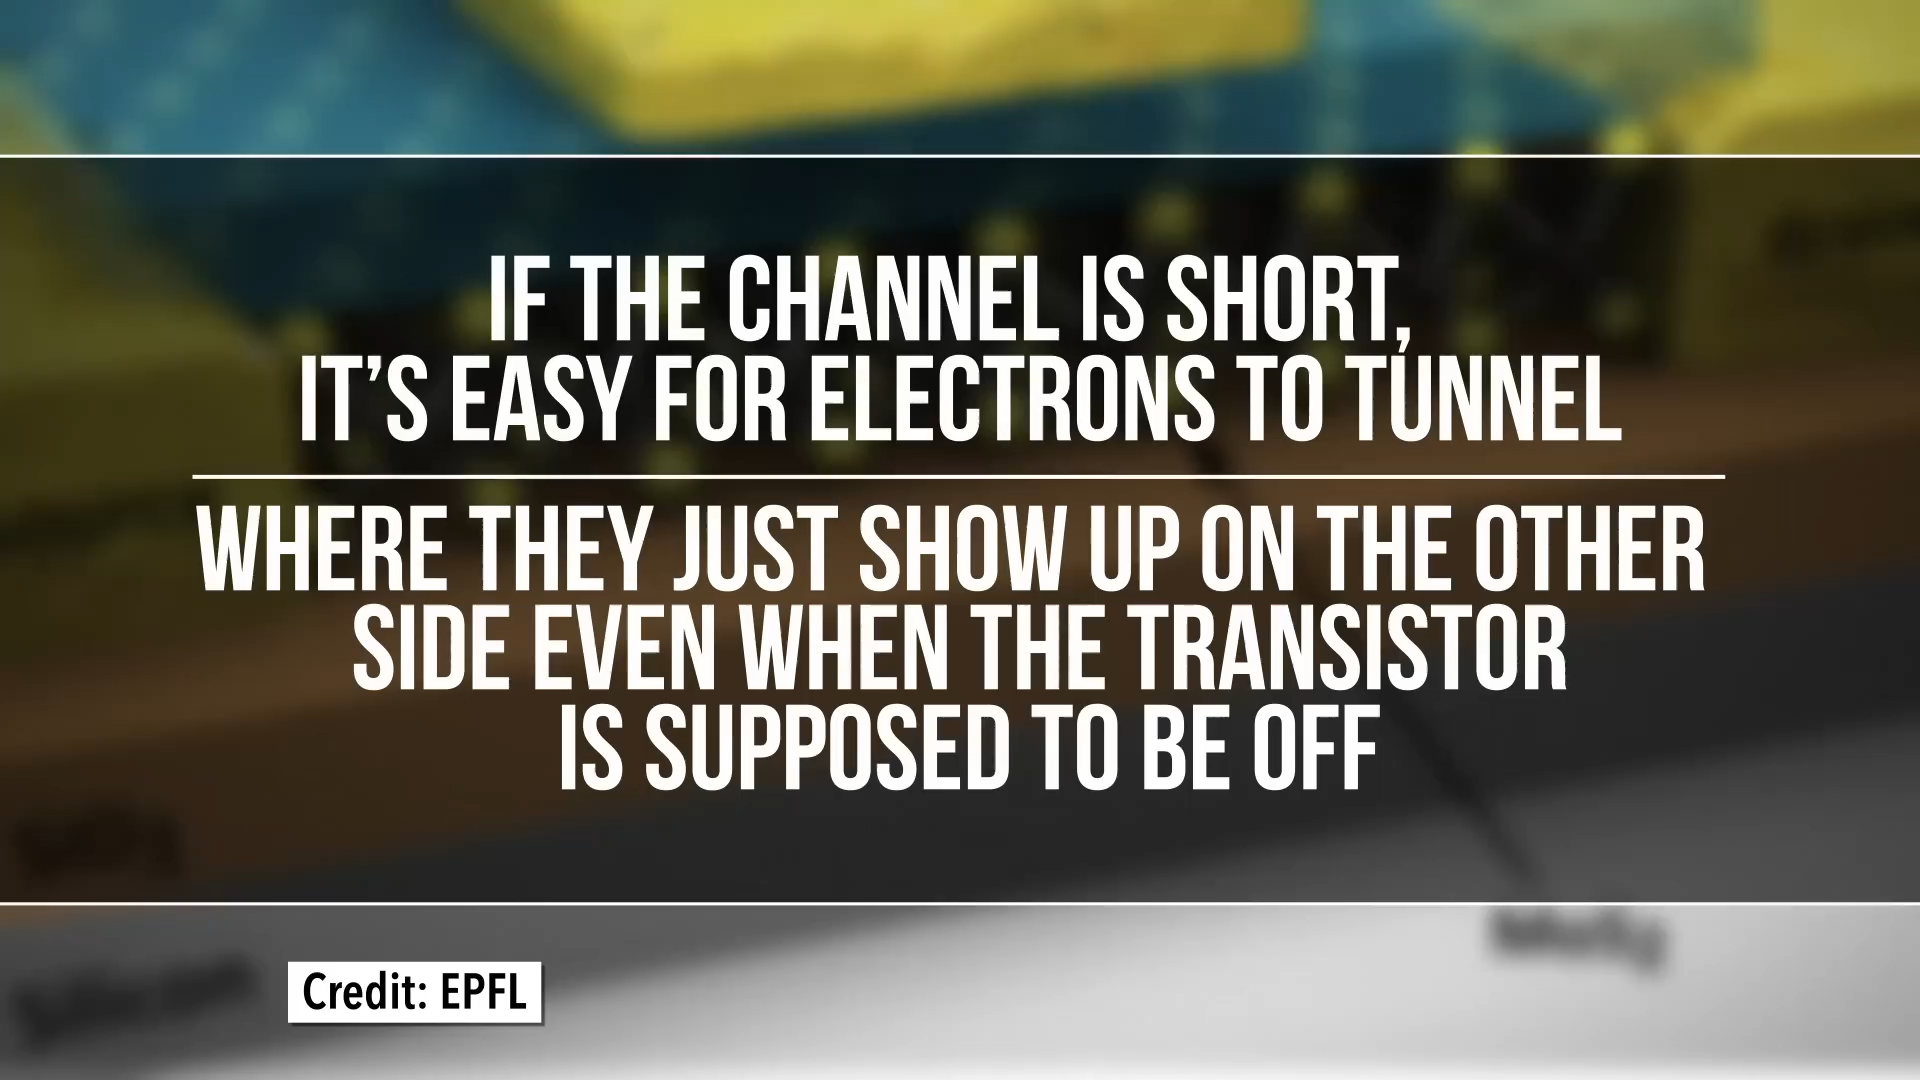 IF THE CHANNEL IS SHORT,
IT’S EASY FOR ELECTRONS TO TUNNEL
WHERE THEY JUST SHOW UP ON THE OTHER
SIDE EVEN WHEN THE TRANSISTOR
IS SUPPOSED TO BE OFF
Credit: EPFL